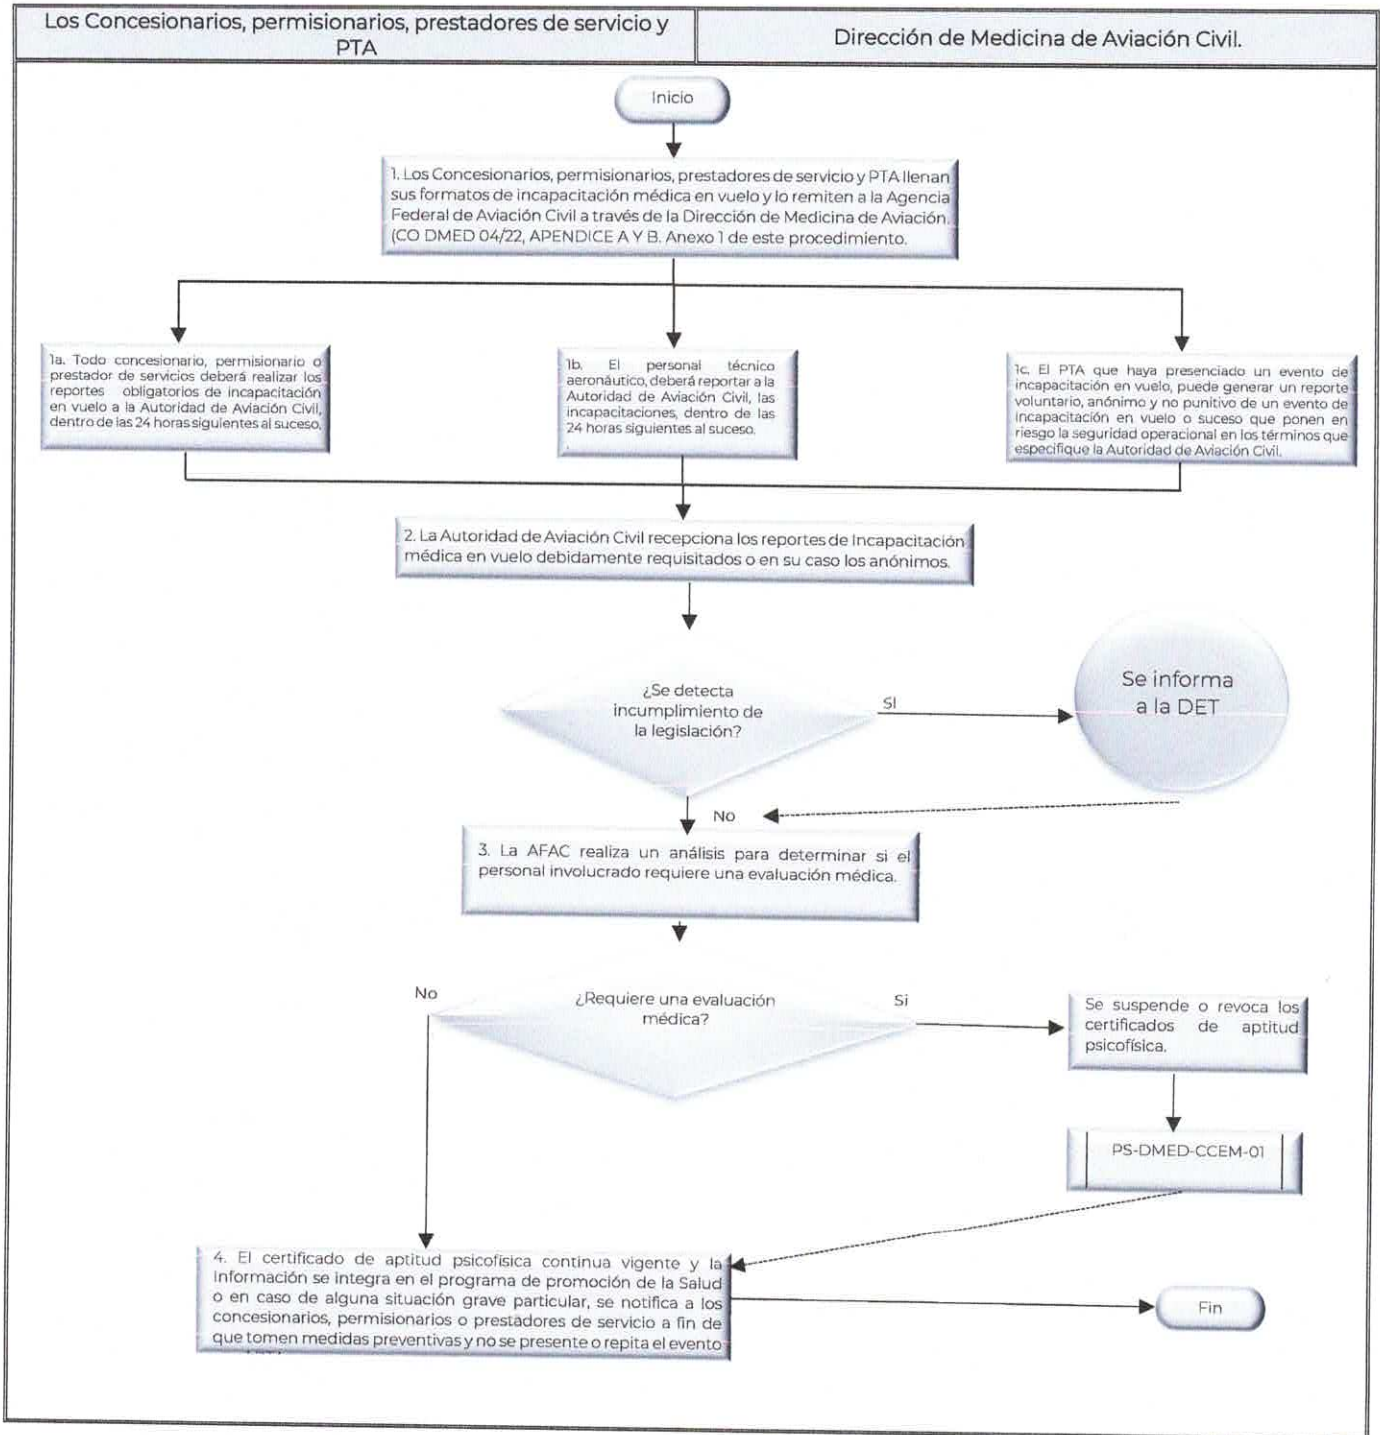 Los Concesionarios, permisionarios, prestadores de servicio y
PTA
Dirección de Medicina de Aviación Civil.
Inicio
1. Los Concesionarios, permisionarios, prestadores de servicio y PTA llenan
sus formatos de incapacitación médica en vuelo y lo remiten a la Agencia
Federal de Aviación Civil a través de la Dirección de Medicina de Aviación.
(CO DMED 04/22, APENDICE A Y B. Anexo 1 de este procedimiento.
1a. Todo concesionario, permisionario o
prestador de servicios deberá realizar los
reportes obligatorios de incapacitación
en vuelo a la Autoridad de Aviación Civil,
dentro de las 24 horas siguientes al suceso.
1b. El personal técnico
aeronáutico, deberá reportar a la
Autoridad de Aviación Civil, las
incapacitaciones, dentro de las
24 horas siguientes al suceso.
.
1c. El PTA que haya presenciado un evento de
incapacitación en vuelo, puede generar un reporte
voluntario, anónimo y no punitivo de un evento de
incapacitación en vuelo o suceso que ponen en
riesgo la seguridad operacional en los términos que
especifique la Autoridad de Aviación Civil.
2. La Autoridad de Aviación Civil recepciona los reportes de Incapacitación
médica en vuelo debidamente requisitados o en su caso los anónimos.
¿Se detecta
incumplimiento de
la legislación?
SI
Se informa
a la DET
No
3. La AFAC realiza un análisis para determinar si el
personal involucrado requiere una evaluación médica.
No
¿Requiere una evaluación
médica?
Si
Se suspende o revoca los
certificados de aptitud
psicofísica.
PS-DMED-CCEM-01
4. El certificado de aptitud psicofísica continua vigente y la
Información se integra en el programa de promoción de la Salud
o en caso de alguna situación grave particular, se notifica a los
concesionarios, permisionarios o prestadores de servicio a fin de
que tomen medidas preventivas y no se presente o repita el evento
Fin